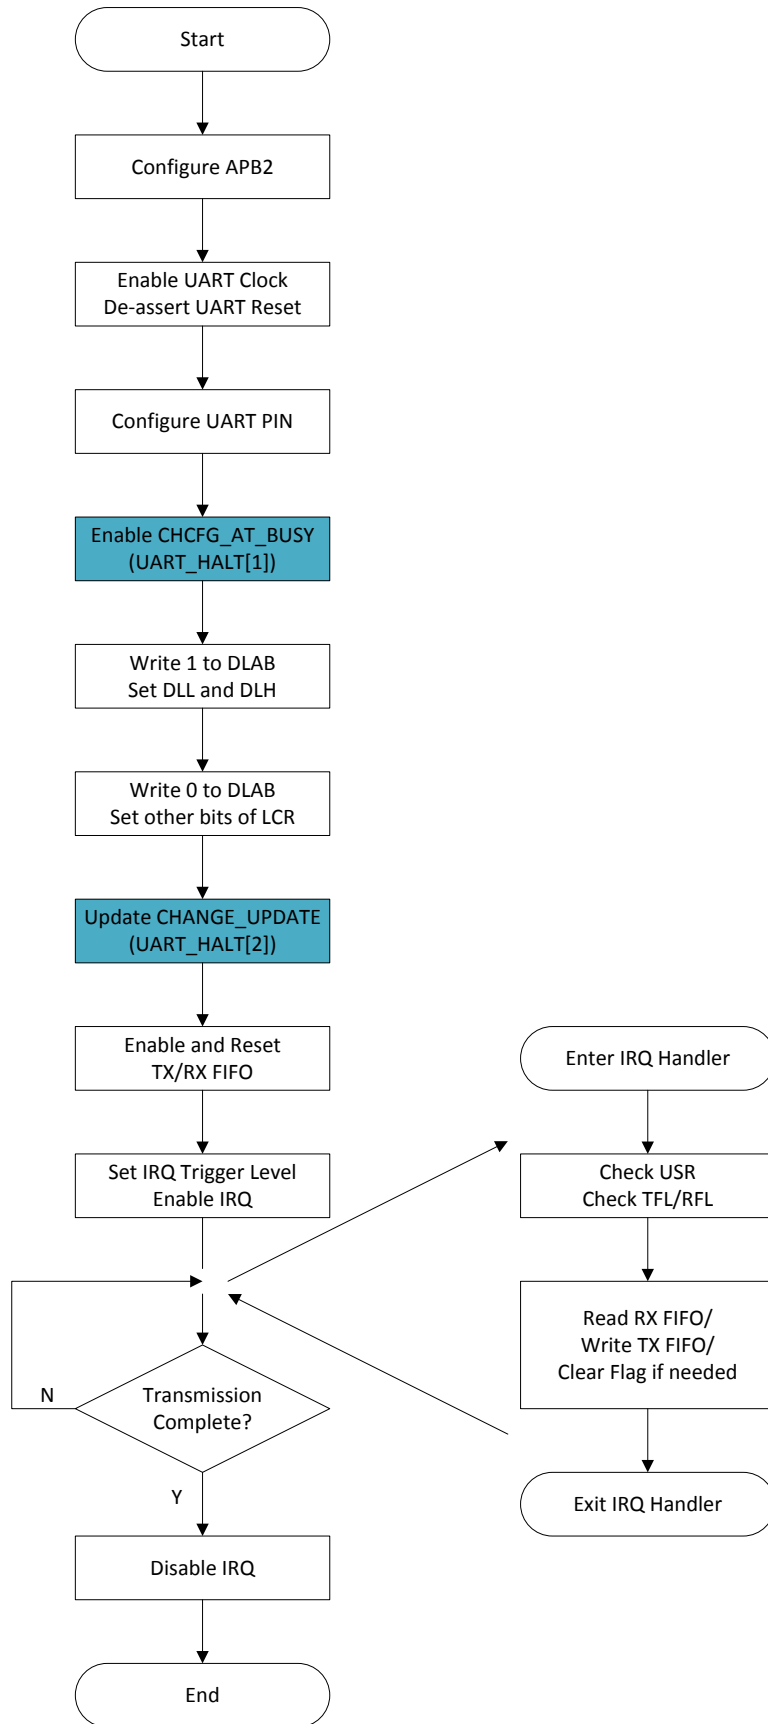 Start
Configure APB2
Enable UART Clock
De-assert UART Reset
Configure UART PIN
Enable CHCFG_AT_BUSY
(UART_HALT[1])
Write 1 to DLAB
Set DLL and DLH
Write 0 to DLAB
Set other bits of LCR
Update CHANGE_UPDATE
(UART_HALT[2])
Enable and Reset
TX/RX FIFO
Set IRQ Trigger Level
Enable IRQ
Transmission
Complete?
N
Y
Disable IRQ
End
Enter IRQ Handler
Check USR
Check TFL/RFL
Read RX FIFO/
Write TX FIFO/
Clear Flag if needed
Exit IRQ Handler